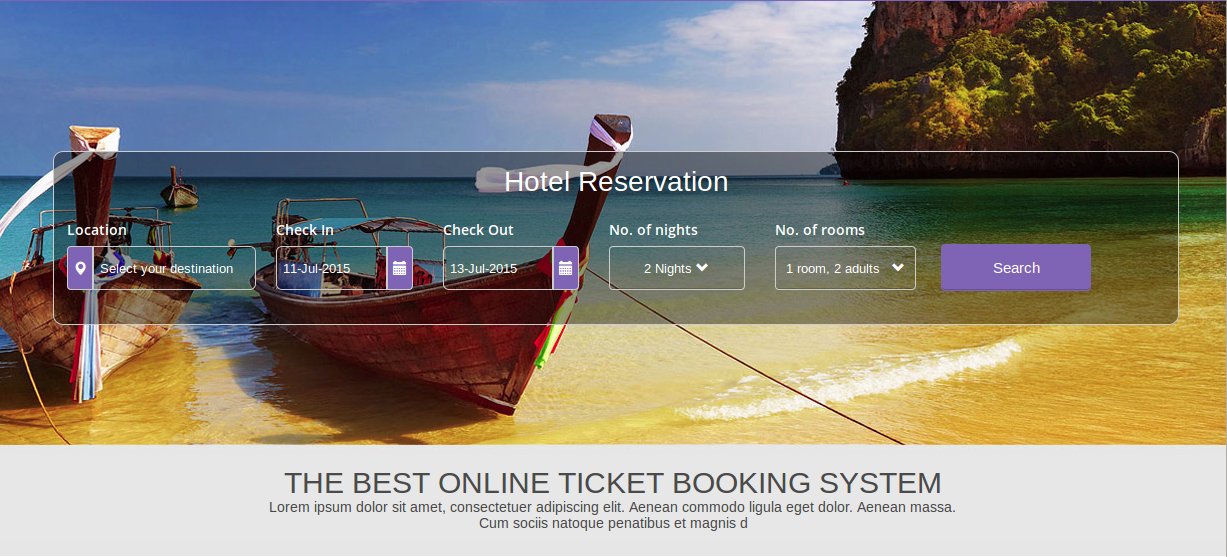 Hotel Reservation
Location Check In Check Out No. of nights No. of rooms
Select your destination 11-Jul-2015 13-Jul-2015 2 Nights 1 room, 2 adults Search
THE BEST ONLINE TICKET BOOKING SYSTEM
Lorem ipsum dolor sit amet, consectetuer adipiscing elit. Aenean commodo ligula eget dolor. Aenean massa.
Cum sociis natoque penatibus et magnis d